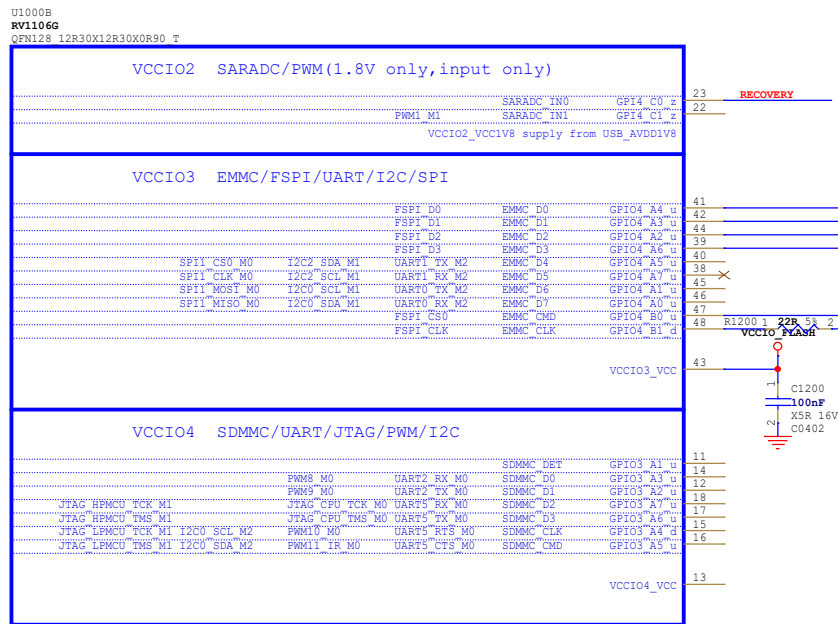 U1000B
RV1106G
QFN128_12R30X12R30X0R90_T
VCCIO2 SARADC/PWM(1.8V only,input only)
SARADC_IN0 GPI4_C0_z 23 RECOVERY
PWM1_M1 SARADC_IN1 GPI4_C1_z 22
VCCIO2_VCC1V8 supply from USB_AVDD1V8
VCCIO3 EMMC/FSPI/UART/I2C/SPI
FSPI_D0 EMMC_D0 GPIO4_A4_u 41
FSPI_D1 EMMC_D1 GPIO4_A3_u 42
FSPI_D2 EMMC_D2 GPIO4_A2_u 44
FSPI_D3 EMMC_D3 GPIO4_A6_u 39
SPI1_CS0_M0 I2C2_SDA_M1 UART1_TX_M2 EMMC_D4 GPIO4_A5_u 40
SPI1_CLK_M0 I2C2_SCL_M1 UART1_RX_M2 EMMC_D5 GPIO4_A7_u 38
SPI1_MOSI_M0 I2C0_SCL_M1 UART0_TX_M2 EMMC_D6 GPIO4_A1_u 45
SPI1_MISO_M0 I2C0_SDA_M1 UART0_RX_M2 EMMC_D7 GPIO4_A0_u 46
FSPI_CS0 EMMC_CMD GPIO4_B0_u 47
FSPI_CLK EMMC_CLK GPIO4_B1_d 48 R1200 1 22R 5% 2
VCCIO_FLASH
VCCIO3_VCC 43
1
C1200
100nF
X5R 16V
2
C0402
VCCIO4 SDMMC/UART/JTAG/PWM/I2C
SDMMC_DET GPIO3_A1_u 11
PWM8_M0 UART2_RX_M0 SDMMC_D0 GPIO3_A3_u 14
PWM9_M0 UART2_TX_M0 SDMMC_D1 GPIO3_A2_u 12
JTAG_HPMCU_TCK_M1 JTAG_CPU_TCK_M0 UART5_RX_M0 SDMMC_D2 GPIO3_A7_u 18
JTAG_HPMCU_TMS_M1 JTAG_CPU_TMS_M0 UART5_TX_M0 SDMMC_D3 GPIO3_A6_u 17
JTAG_LPMCU_TCK_M1 I2C0_SCL_M2 PWM10_M0 UART5_RTS_M0 SDMMC_CLK GPIO3_A4_d 15
JTAG_LPMCU_TMS_M1 I2C0_SDA_M2 PWM11_IR_M0 UART5_CTS_M0 SDMMC_CMD GPIO3_A5_u 16
VCCIO4_VCC 13